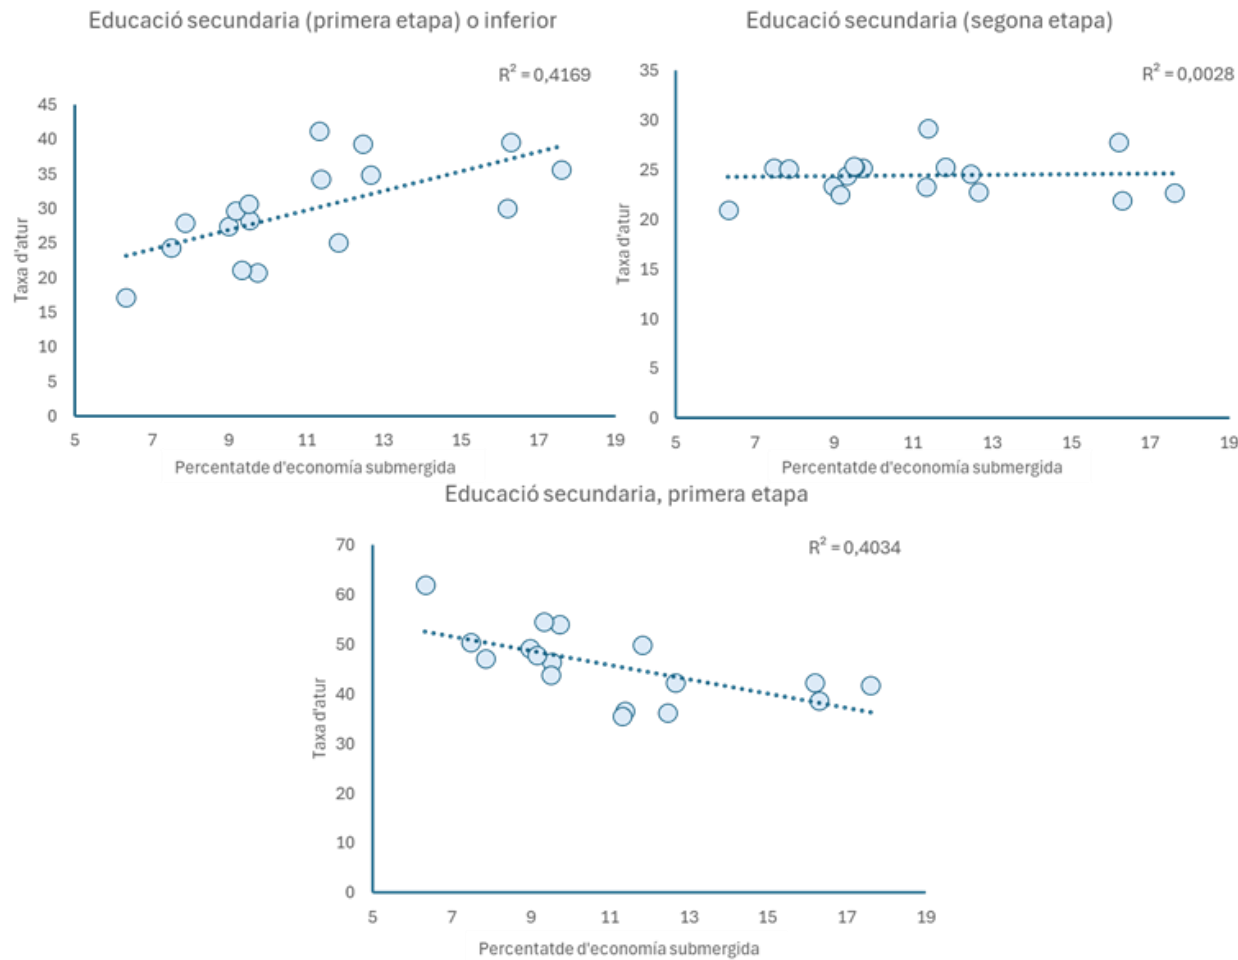 Educació secundaria (primera etapa) o inferior
R² = 0,4169
45
40
35
30
25
20
15
10
5
0
Taxa d'atur
5 7 9 11 13 15 17 19
Percentatde d'economía submergida
Educació secundaria (segona etapa)
R² = 0,0028
35
30
25
20
15
10
5
0
Taxa d'atur
5 7 9 11 13 15 17 19
Percentatde d'economía submergida
Educació secundaria, primera etapa
R² = 0,4034
70
60
50
40
30
20
10
0
Taxa d'atur
5 7 9 11 13 15 17 19
Percentatde d'economía submergida